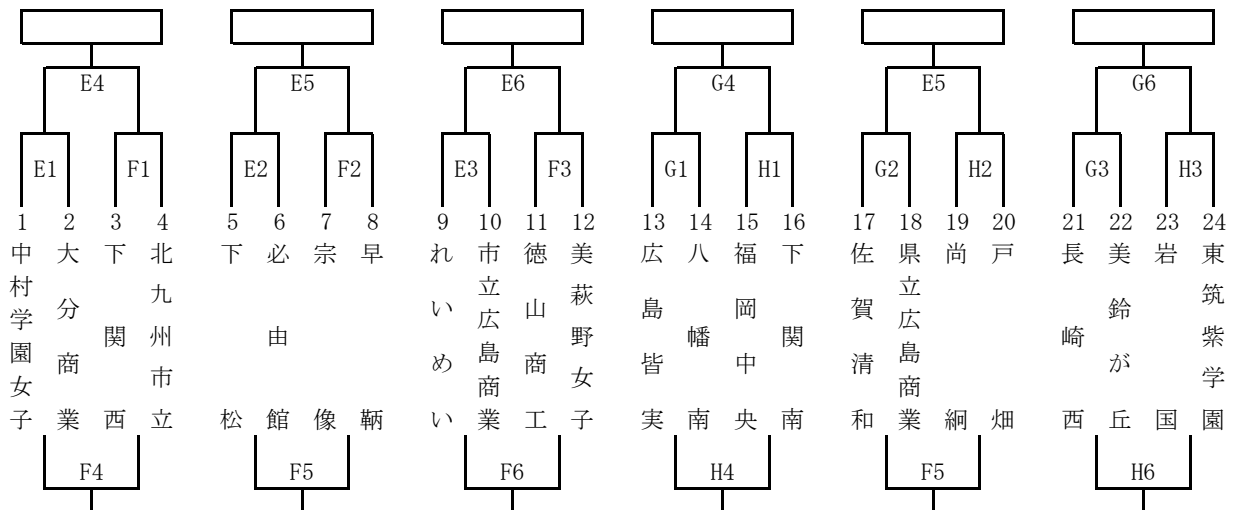 E4 E5 E6 G4 E5 G6
E1 F1 E2 F2 E3 F3 G1 H1 G2 H2 G3 H3
1 2 3 4 5 6 7 8 9 10 11 12 13 14 15 16 17 18 19 20 21 22 23 24
中村学園女子
大分商業
下関西
北九州市立
下松
必由館
宗像
早鞆
れいめい
市立広島商業
徳山商工
美萩野女子
広島皆実
八幡南
福岡中央
下関南
佐賀清和
県立広島商業
尚絅
戸畑
長崎西
美鈴が丘
岩国
東筑紫学園
F4 F5 F6 H4 F5 H6